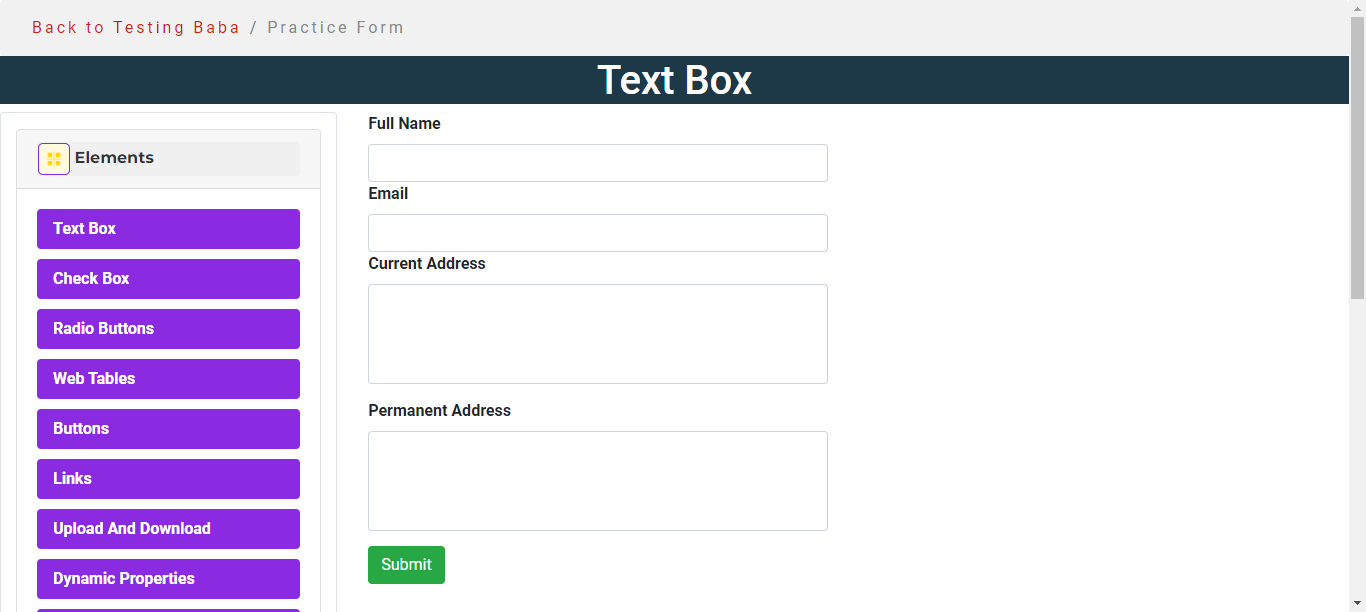 Back to Testing Baba / Practice Form
Text Box
Elements
Text Box
Check Box
Radio Buttons
Web Tables
Buttons
Links
Upload And Download
Dynamic Properties
Full Name
Email
Current Address
Permanent Address
Submit